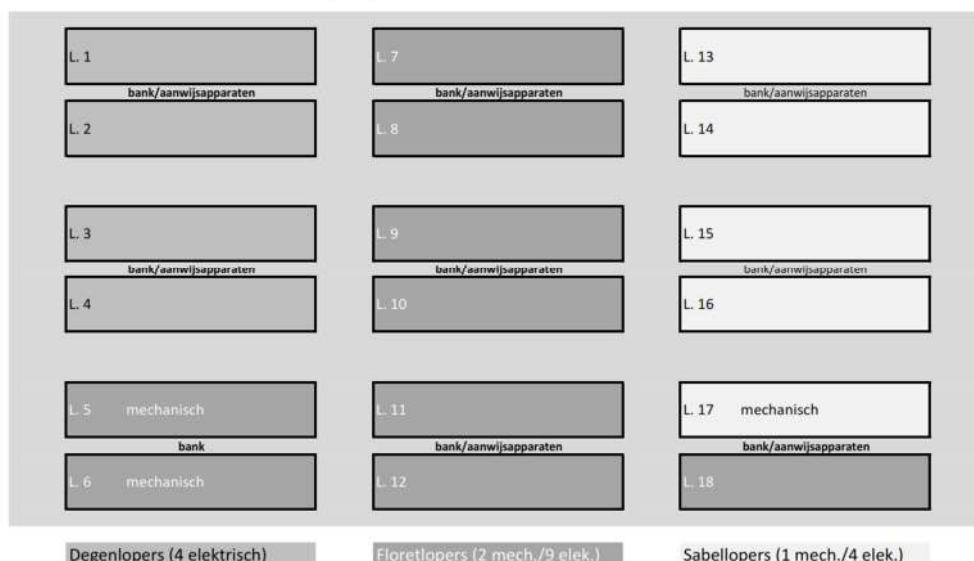 L. 1
bank/aanwijsapparaten
L. 2
L. 3
bank/aanwijsapparaten
L. 4
L. 5 mechanisch
bank
L. 6 mechanisch
L. 7
bank/aanwijsapparaten
L. 8
L. 9
bank/aanwijsapparaten
L. 10
L. 11
bank/aanwijsapparaten
L. 12
L. 13
bank/aanwijsapparaten
L. 14
L. 15
bank/aanwijsapparaten
L. 16
L. 17 mechanisch
bank/aanwijsapparaten
L. 18
Degenlopers (4 elektrisch)
Floretlopers (2 mech./9 elek.)
Sabellopers (1 mech./4 elek.)